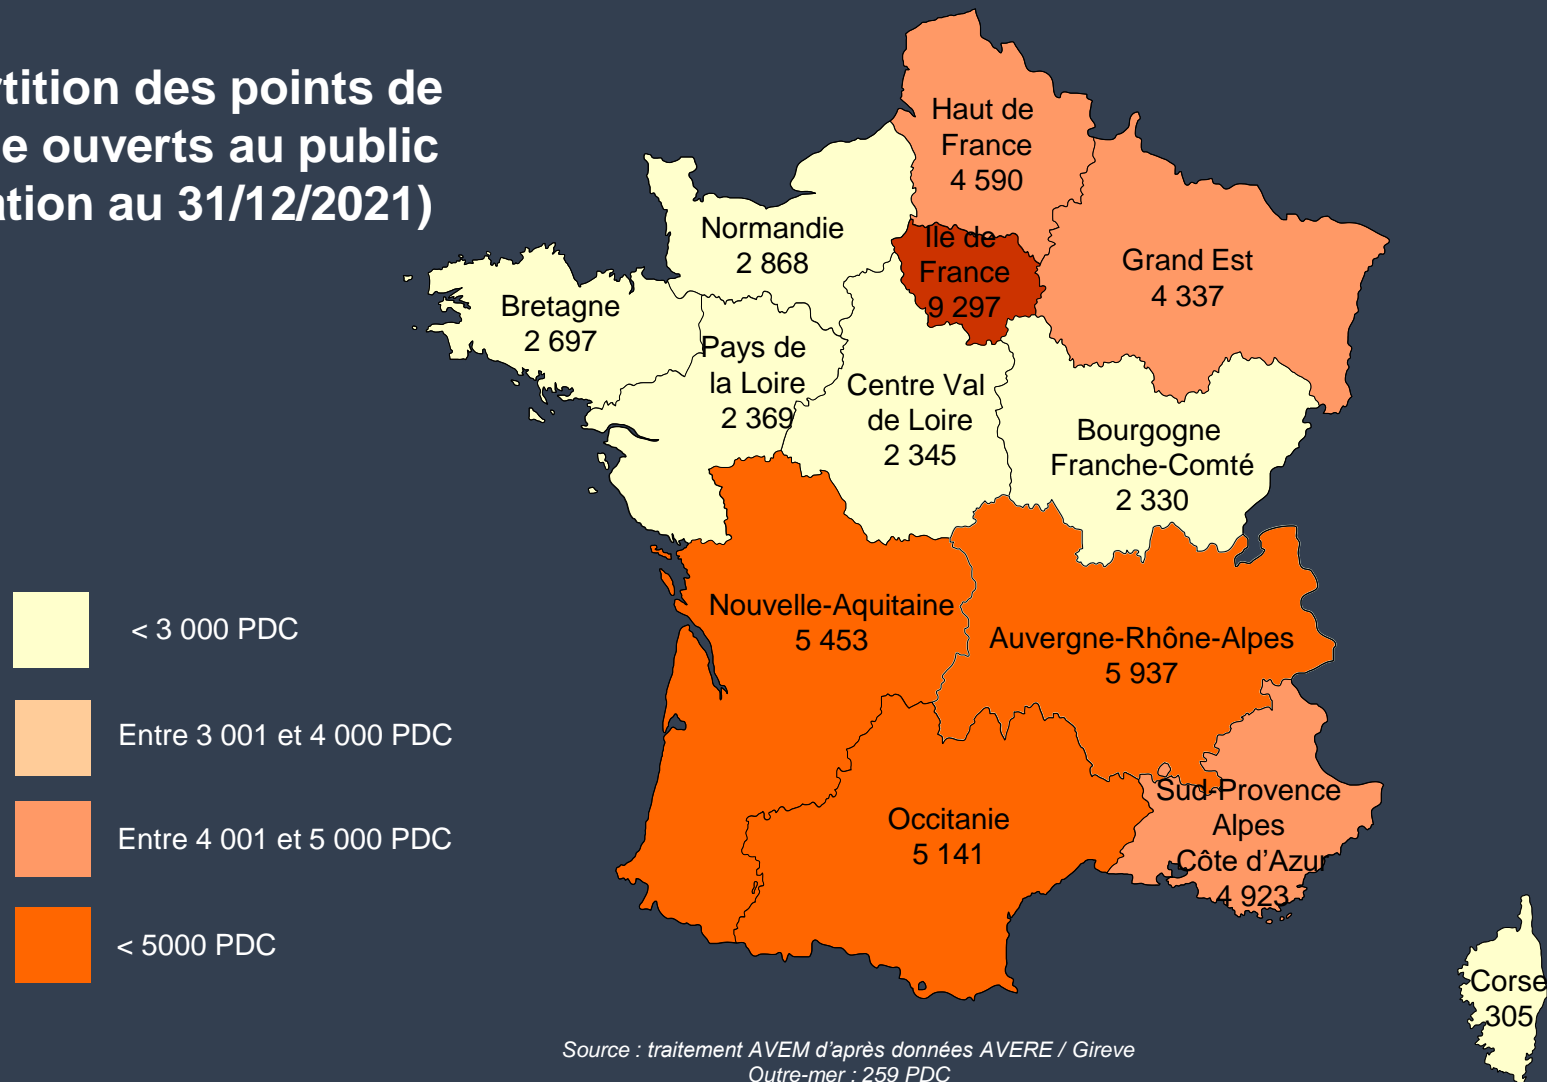 rtition des points de
e ouverts au public
ation au 31/12/2021)
Haut de
France
4 590
Normandie
2 868
Ile de
France
9 297
Grand Est
4 337
Bretagne
2 697
Pays de
la Loire
2 369
Centre Val
de Loire
2 345
Bourgogne
Franche-Comté
2 330
Nouvelle-Aquitaine
5 453
Auvergne-Rhône-Alpes
5 937
Occitanie
5 141
Sud-Provence
Alpes
Côte d’Azur
4 923
Corse
305
< 3 000 PDC
Entre 3 001 et 4 000 PDC
Entre 4 001 et 5 000 PDC
< 5000 PDC
Source : traitement AVEM d’après données AVERE / Gireve
Outre-mer : 259 PDC